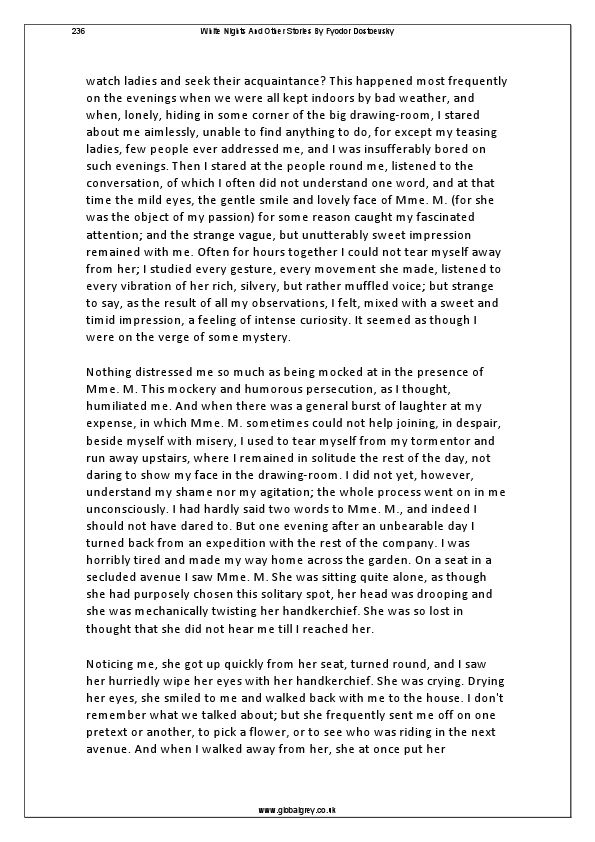 236 White Nights And Other Stories By Fyodor Dostoevsky
watch ladies and seek their acquaintance? This happened most frequently
on the evenings when we were all kept indoors by bad weather, and
when, lonely, hiding in some corner of the big drawing-room, I stared
about me aimlessly, unable to find anything to do, for except my teasing
ladies, few people ever addressed me, and I was insufferably bored on
such evenings. Then I stared at the people round me, listened to the
conversation, of which I often did not understand one word, and at that
time the mild eyes, the gentle smile and lovely face of Mme. M. (for she
was the object of my passion) for some reason caught my fascinated
attention; and the strange vague, but unutterably sweet impression
remained with me. Often for hours together I could not tear myself away
from her; I studied every gesture, every movement she made, listened to
every vibration of her rich, silvery, but rather muffled voice; but strange
to say, as the result of all my observations, I felt, mixed with a sweet and
timid impression, a feeling of intense curiosity. It seemed as though I
were on the verge of some mystery.
Nothing distressed me so much as being mocked at in the presence of
Mme. M. This mockery and humorous persecution, as I thought,
humiliated me. And when there was a general burst of laughter at my
expense, in which Mme. M. sometimes could not help joining, in despair,
beside myself with misery, I used to tear myself from my tormentor and
run away upstairs, where I remained in solitude the rest of the day, not
daring to show my face in the drawing-room. I did not yet, however,
understand my shame nor my agitation; the whole process went on in me
unconsciously. I had hardly said two words to Mme. M., and indeed I
should not have dared to. But one evening after an unbearable day I
turned back from an expedition with the rest of the company. I was
horribly tired and made my way home across the garden. On a seat in a
secluded avenue I saw Mme. M. She was sitting quite alone, as though
she had purposely chosen this solitary spot, her head was drooping and
she was mechanically twisting her handkerchief. She was so lost in
thought that she did not hear me till I reached her.
Noticing me, she got up quickly from her seat, turned round, and I saw
her hurriedly wipe her eyes with her handkerchief. She was crying. Drying
her eyes, she smiled to me and walked back with me to the house. I don't
remember what we talked about; but she frequently sent me off on one
pretext or another, to pick a flower, or to see who was riding in the next
avenue. And when I walked away from her, she at once put her
www.globalgrey.co.uk